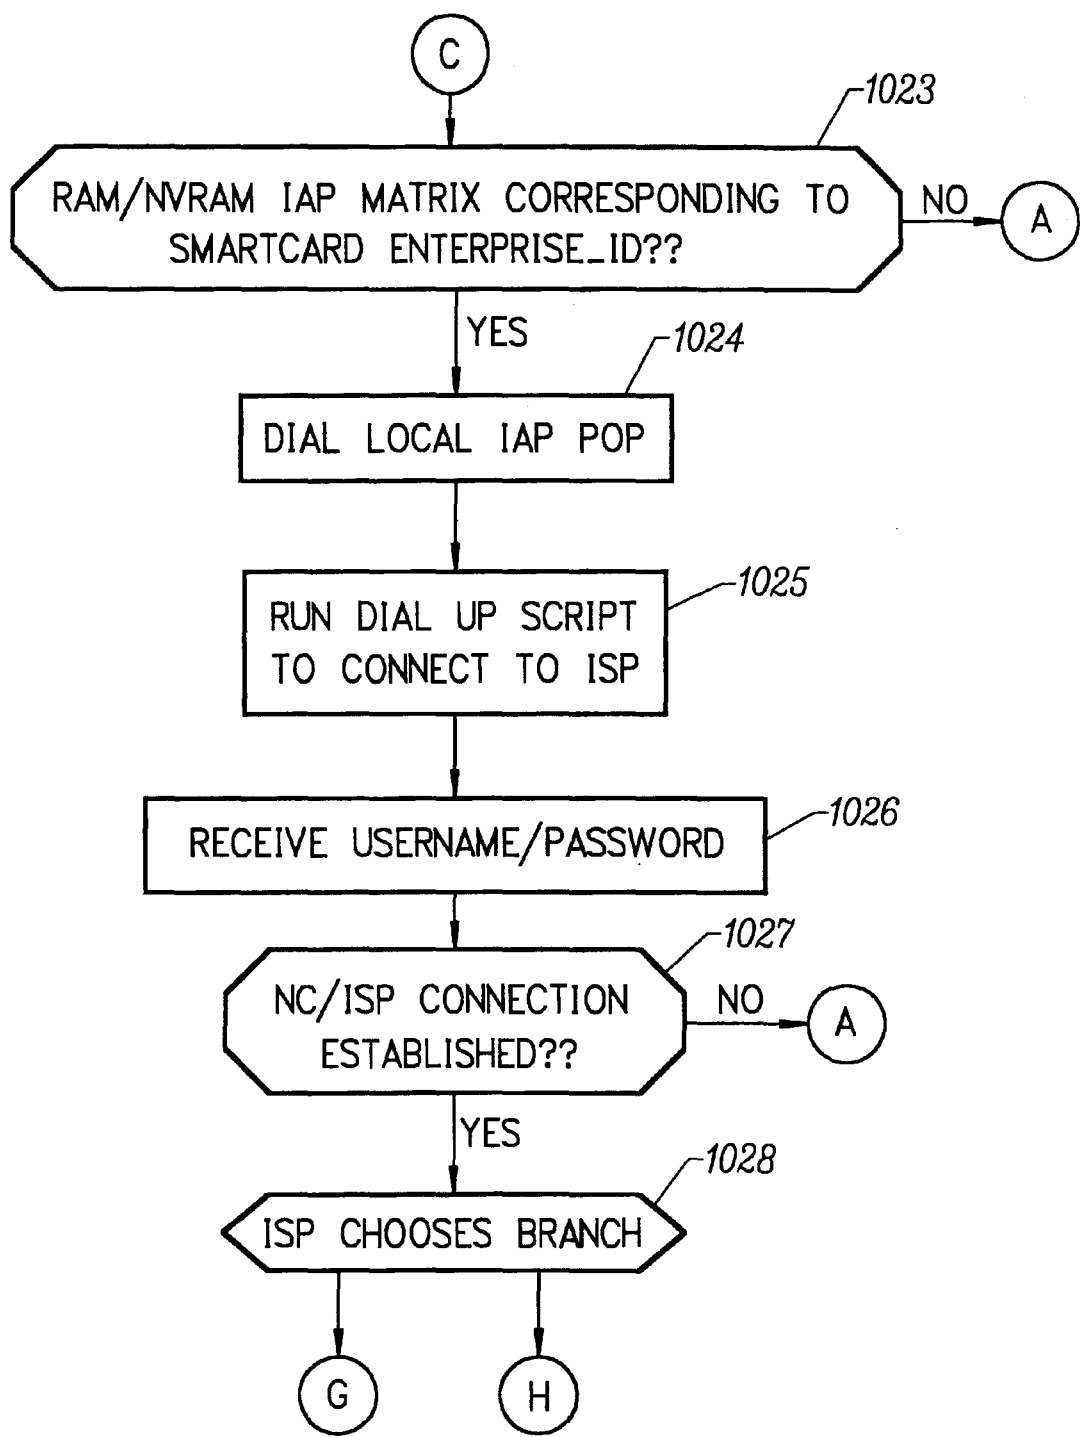 C
1023
RAM/NVRAM IAP MATRIX CORRESPONDING TO
SMARTCARD ENTERPRISE_ID??
NO
A
YES
1024
DIAL LOCAL IAP POP
1025
RUN DIAL UP SCRIPT
TO CONNECT TO ISP
1026
RECEIVE USERNAME/PASSWORD
1027
NC/ISP CONNECTION
ESTABLISHED??
NO
A
YES
1028
ISP CHOOSES BRANCH
G
H